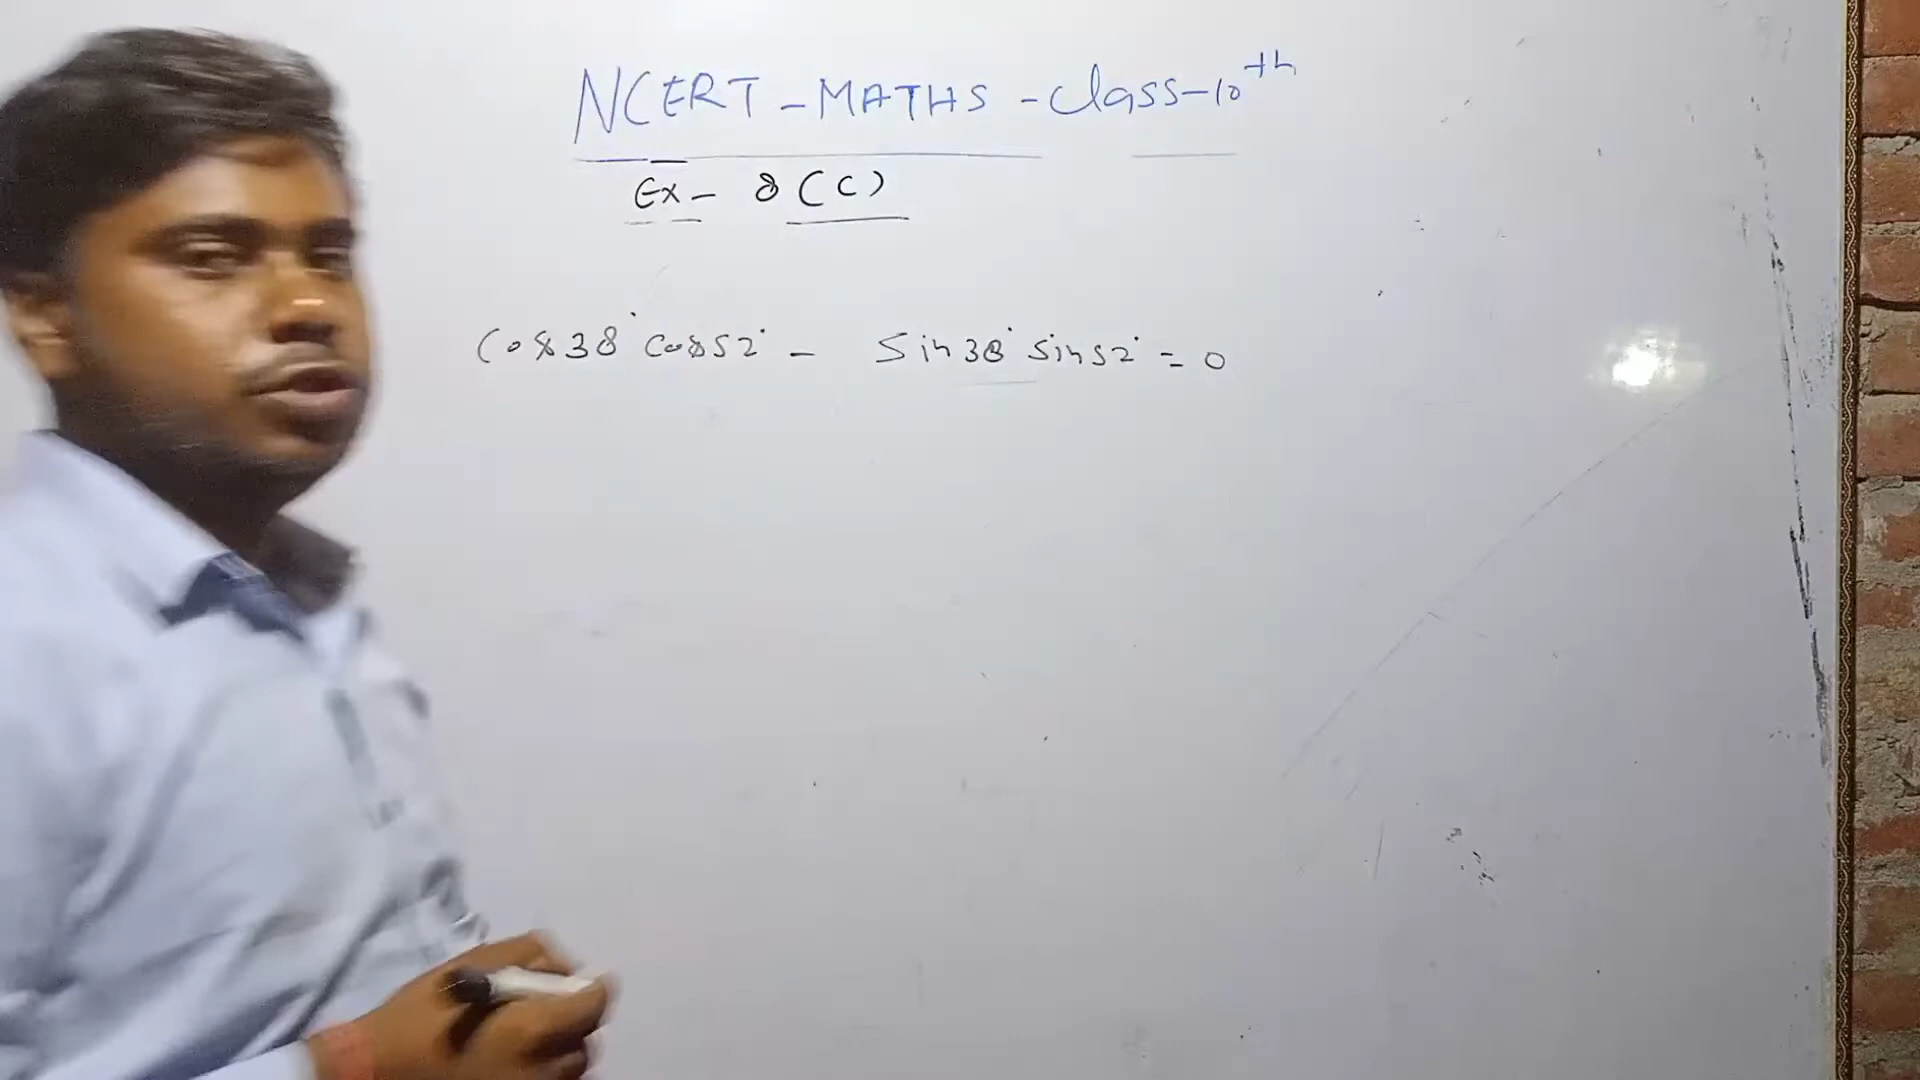 NCERT - MATHS - Class - 10th
Ex - 8 (C)
Cos38° Cos52° - Sin38° Sin52° = 0